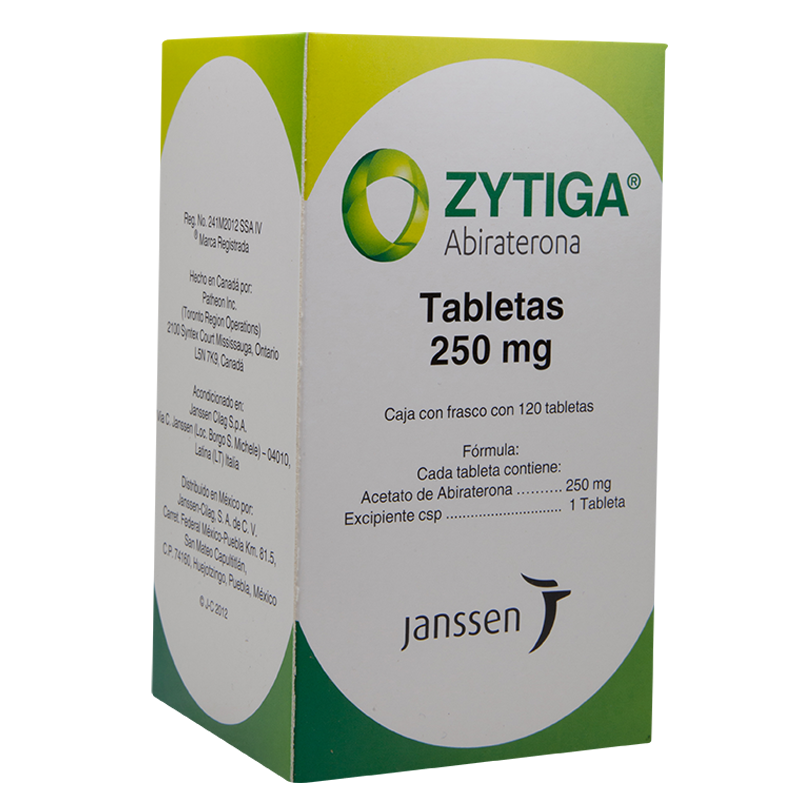 ZYTIGA®
Abiraterona
Tabletas
250 mg
Caja con frasco con 120 tabletas
Fórmula:
Cada tableta contiene:
Acetato de Abiraterona .......... 250 mg
Excipiente csp .............................. 1 Tableta
janssen
Reg. No. 241M2012 SSA IV
® Marca Registrada
Hecho en Canadá por:
Patheon Inc.
(Toronto Region Operations)
2100 Syntex Court Mississauga, Ontario
L5N 7K9, Canadá
Acondicionado en:
Janssen Cilag S.p.A.
Via C. Janssen (Loc. Borgo S. Michele) – 04010,
Latina (LT) Italia
Distribuido en México por:
Janssen-Cilag, S. A. de C. V.
Carret. Federal México-Puebla Km. 81.5,
San Mateo Capultitlán,
C.P. 74160, Huejotzingo, Puebla, México
© J-C 2012